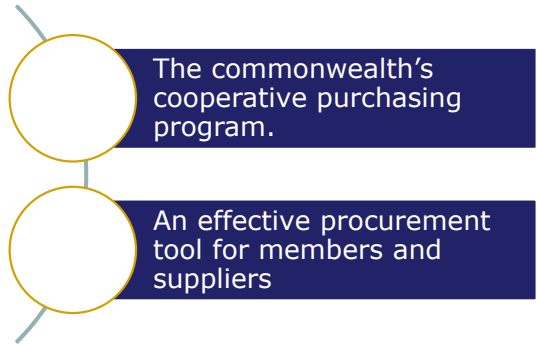 The commonwealth’s
cooperative purchasing
program.
An effective procurement
tool for members and
suppliers